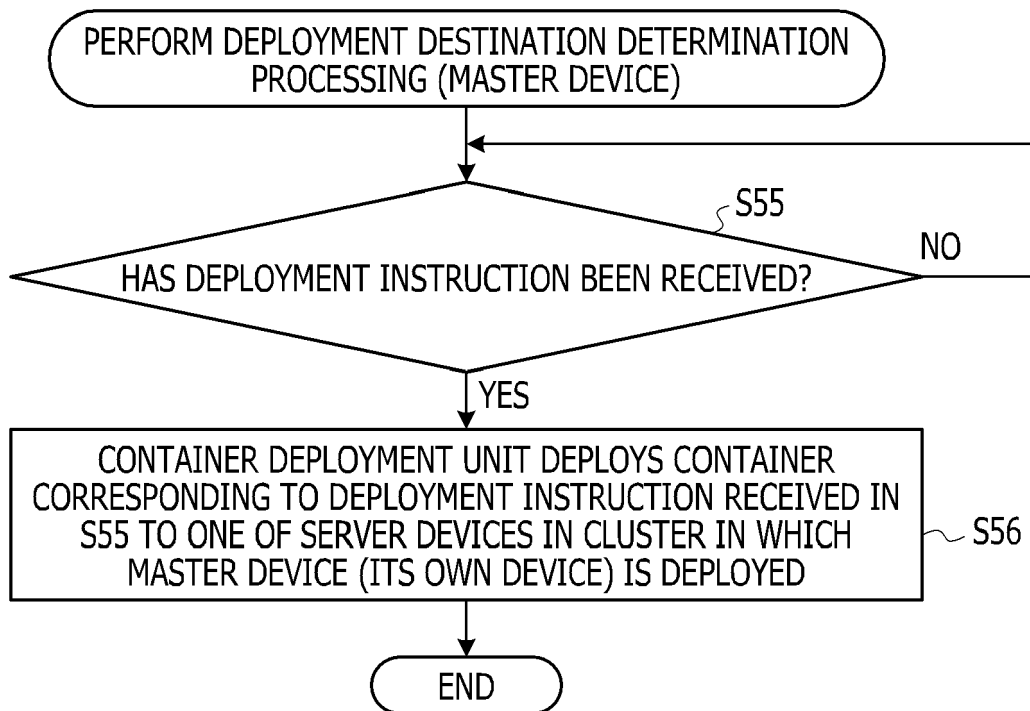 PERFORM DEPLOYMENT DESTINATION DETERMINATION
PROCESSING (MASTER DEVICE)
S55
HAS DEPLOYMENT INSTRUCTION BEEN RECEIVED?
NO
YES
CONTAINER DEPLOYMENT UNIT DEPLOYS CONTAINER
CORRESPONDING TO DEPLOYMENT INSTRUCTION RECEIVED IN
S55 TO ONE OF SERVER DEVICES IN CLUSTER IN WHICH
MASTER DEVICE (ITS OWN DEVICE) IS DEPLOYED
S56
END